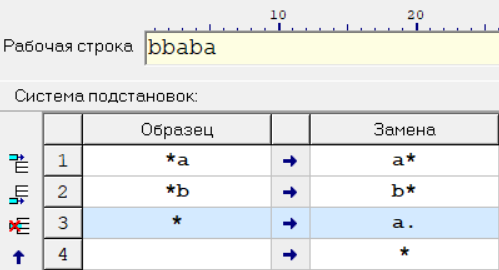 10 20
Рабочая строка bbaba
Система подстановок:
Образец Замена
1 *a → a*
2 *b → b*
3 * → a.
4 → *